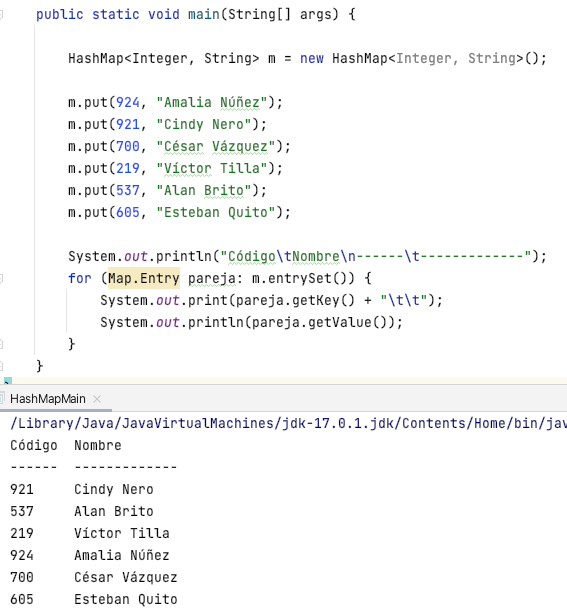 public static void main(String[] args) {
HashMap<Integer, String> m = new HashMap<Integer, String>();
m.put(924, "Amalia Núñez");
m.put(921, "Cindy Nero");
m.put(700, "César Vázquez");
m.put(219, "Víctor Tilla");
m.put(537, "Alan Brito");
m.put(605, "Esteban Quito");
System.out.println("Código\tNombre\n------\t-------------");
for (Map.Entry pareja: m.entrySet()) {
System.out.print(pareja.getKey() + "\t\t");
System.out.println(pareja.getValue());
}
}
HashMapMain
/Library/Java/JavaVirtualMachines/jdk-17.0.1.jdk/Contents/Home/bin/jav
Código  Nombre
------  -------------
921     Cindy Nero
537     Alan Brito
219     Víctor Tilla
924     Amalia Núñez
700     César Vázquez
605     Esteban Quito